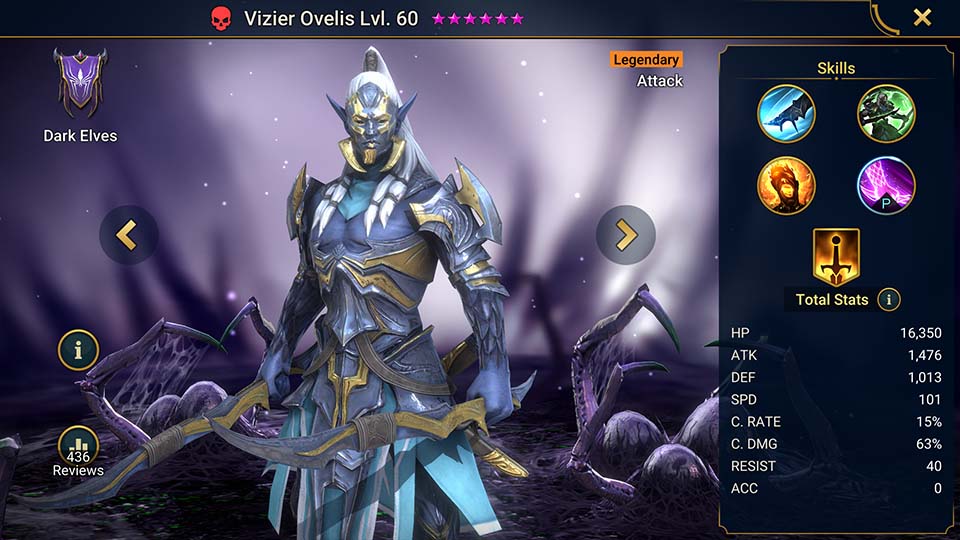 Vizier Ovelis Lvl. 60
Legendary
Attack
Dark Elves
436
Reviews
Skills
P
Total Stats
HP 16,350
ATK 1,476
DEF 1,013
SPD 101
C. RATE 15%
C. DMG 63%
RESIST 40
ACC 0